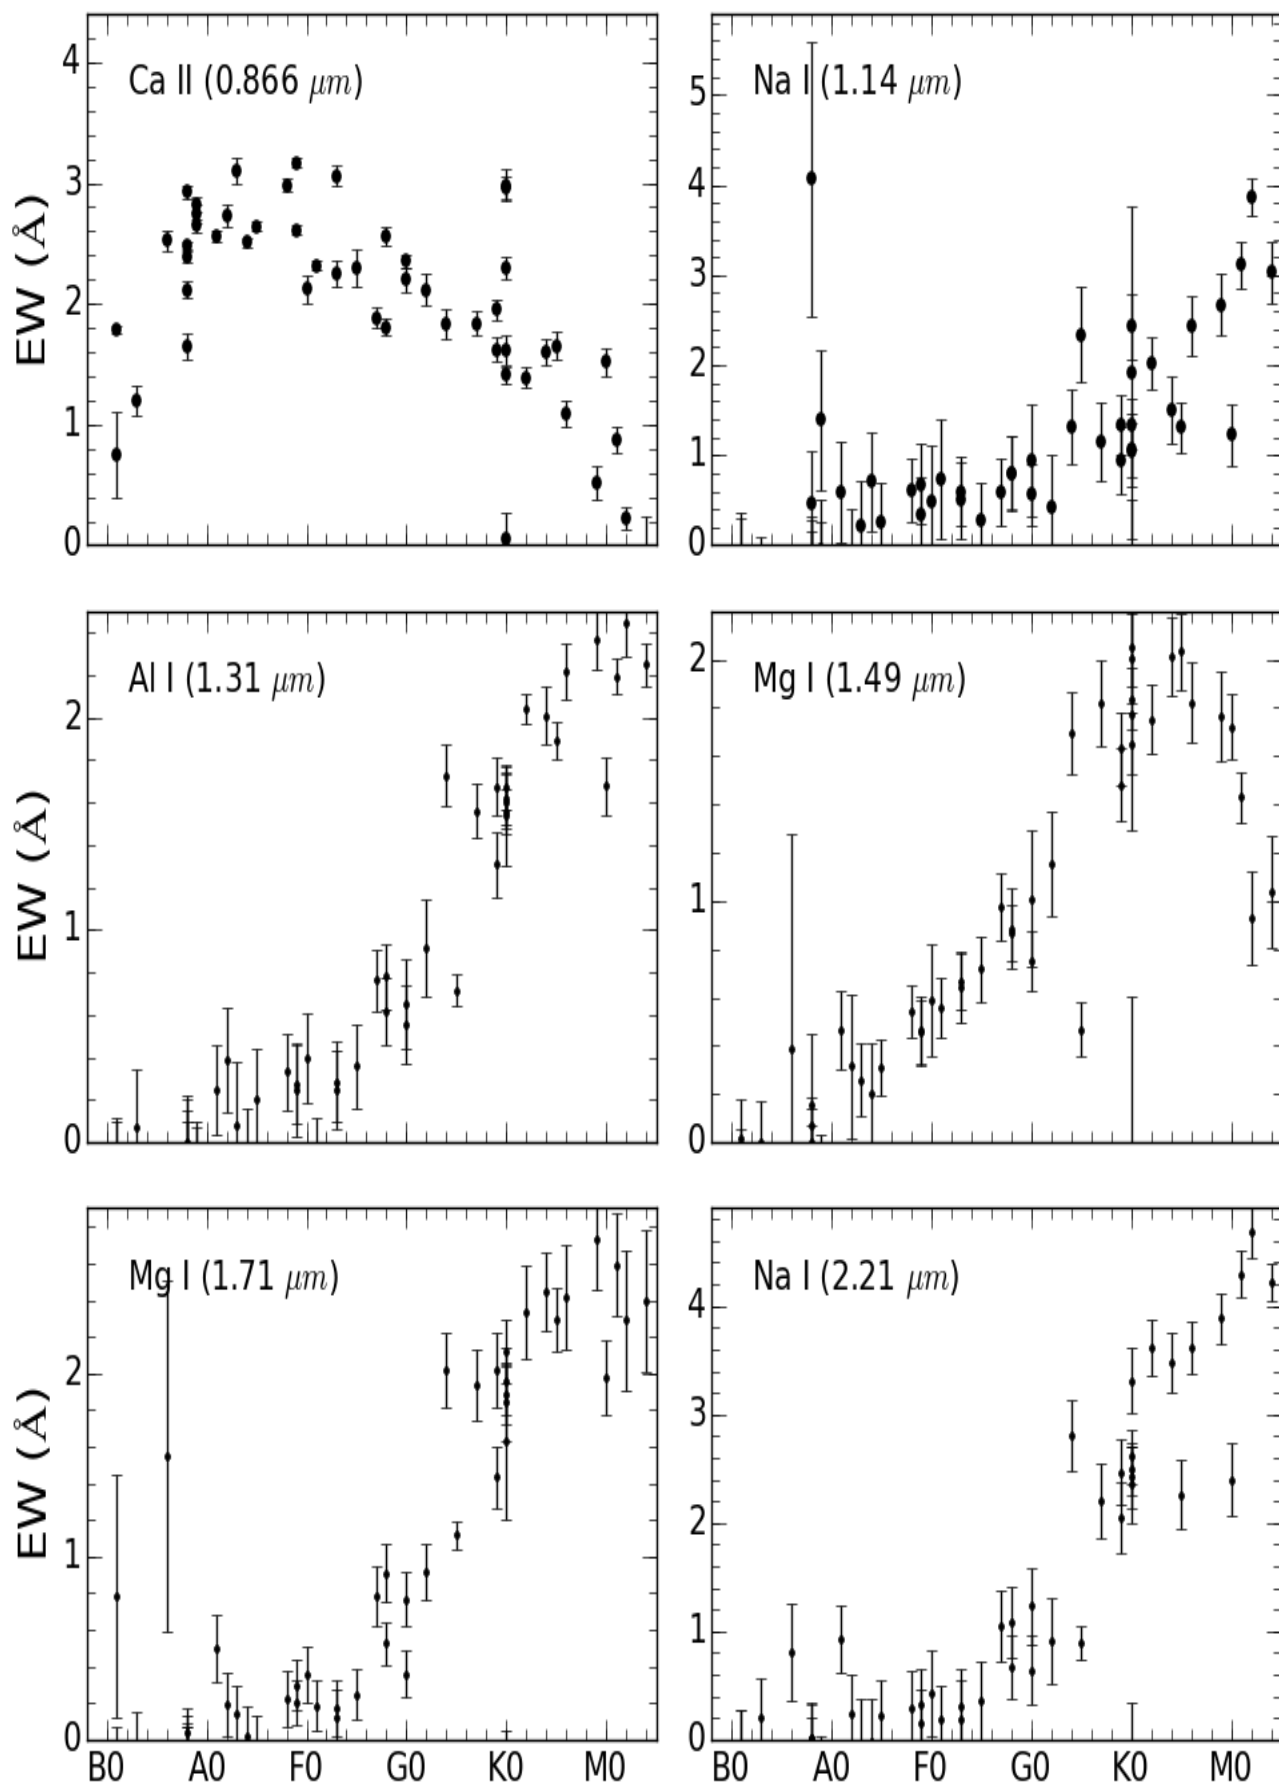 Ca II (0.866 μm)
Na I (1.14 μm)
4
3
2
1
0
5
4
3
2
1
0
EW (Å)
Al I (1.31 μm)
Mg I (1.49 μm)
2
1
0
2
1
0
EW (Å)
Mg I (1.71 μm)
Na I (2.21 μm)
2
1
0
4
3
2
1
0
EW (Å)
B0 A0 F0 G0 K0 M0
B0 A0 F0 G0 K0 M0